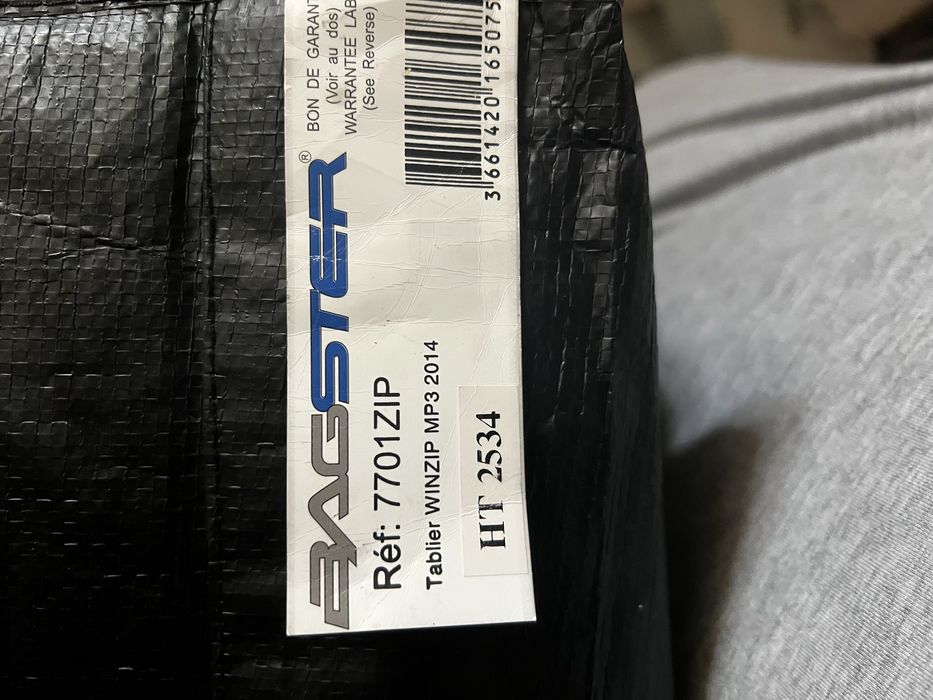 BAGSTER®
BON DE GARANT
(Voir au dos)
WARRANTEE LAB
(See Reverse)
Réf: 7701ZIP
Tablier WINZIP MP3 2014
3 661420 165075
HT 2534